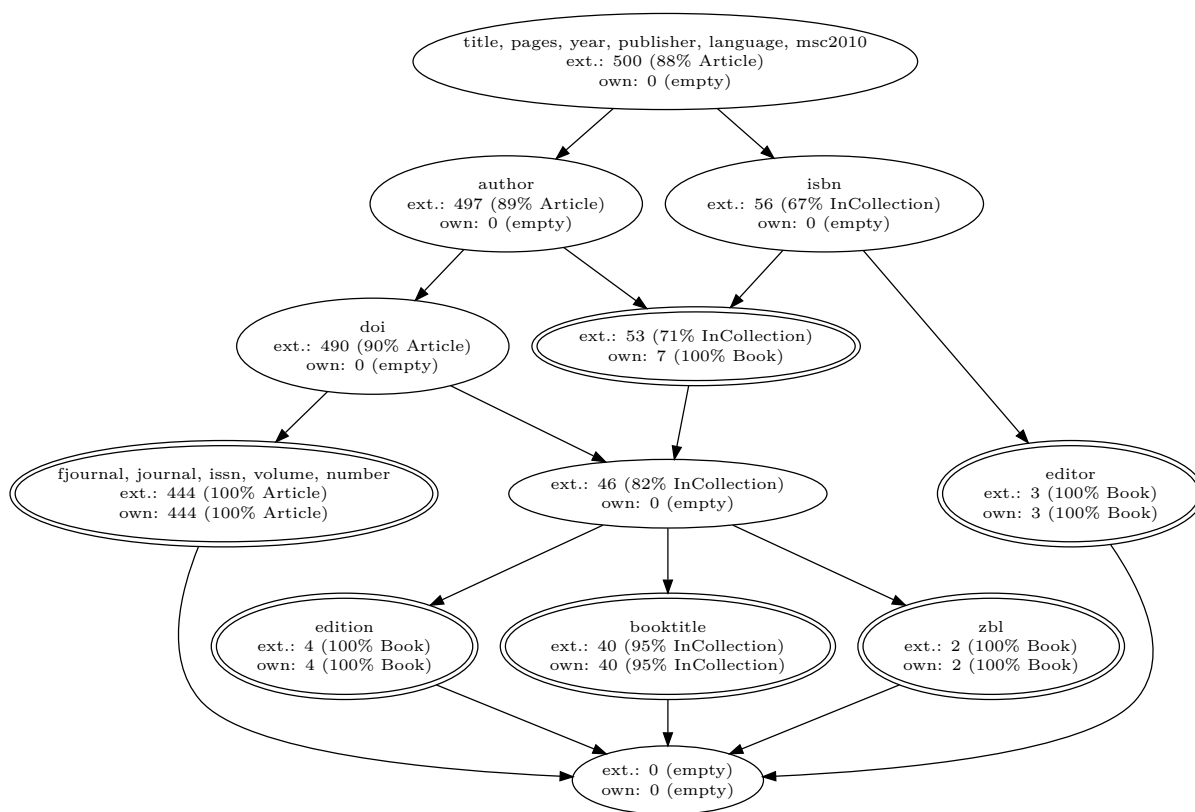 title, pages, year, publisher, language, msc2010
ext.: 500 (88% Article)
own: 0 (empty)
author
ext.: 497 (89% Article)
own: 0 (empty)
isbn
ext.: 56 (67% InCollection)
own: 0 (empty)
doi
ext.: 490 (90% Article)
own: 0 (empty)
ext.: 53 (71% InCollection)
own: 7 (100% Book)
fjournal, journal, issn, volume, number
ext.: 444 (100% Article)
own: 444 (100% Article)
ext.: 46 (82% InCollection)
own: 0 (empty)
editor
ext.: 3 (100% Book)
own: 3 (100% Book)
edition
ext.: 4 (100% Book)
own: 4 (100% Book)
booktitle
ext.: 40 (95% InCollection)
own: 40 (95% InCollection)
zbl
ext.: 2 (100% Book)
own: 2 (100% Book)
ext.: 0 (empty)
own: 0 (empty)